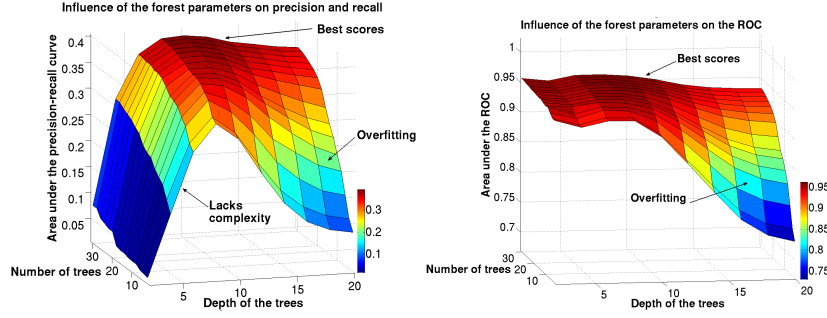 Influence of the forest parameters on precision and recall
Best scores
Area under the precision-recall curve
0.4
0.35
0.3
0.25
0.2
0.15
0.1
0.05
Overfitting
Lacks
complexity
0.3
0.2
0.1
30
20
10
Number of trees
5
10
15
20
Depth of the trees
Influence of the forest parameters on the ROC
Best scores
Area under the ROC
1
0.95
0.9
0.85
0.8
0.75
0.7
Overfitting
0.95
0.9
0.85
0.8
0.75
30
20
10
Number of trees
5
10
15
20
Depth of the trees